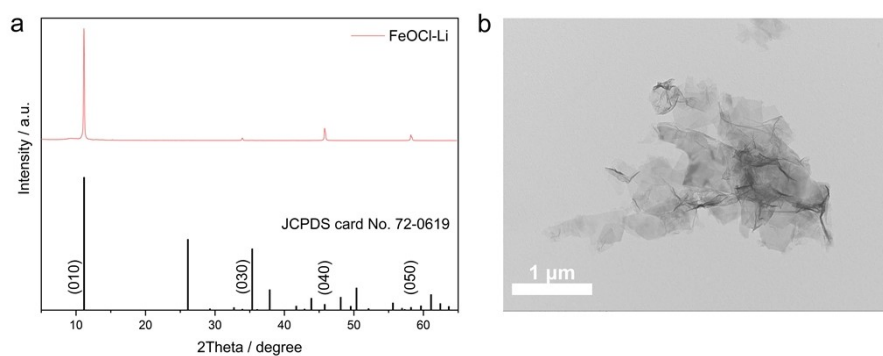 a
FeOCl-Li
Intensity / a.u.
JCPDS card No. 72-0619
(010)
(030)
(040)
(050)
10
20
30
40
50
60
2Theta / degree
b
1 μm